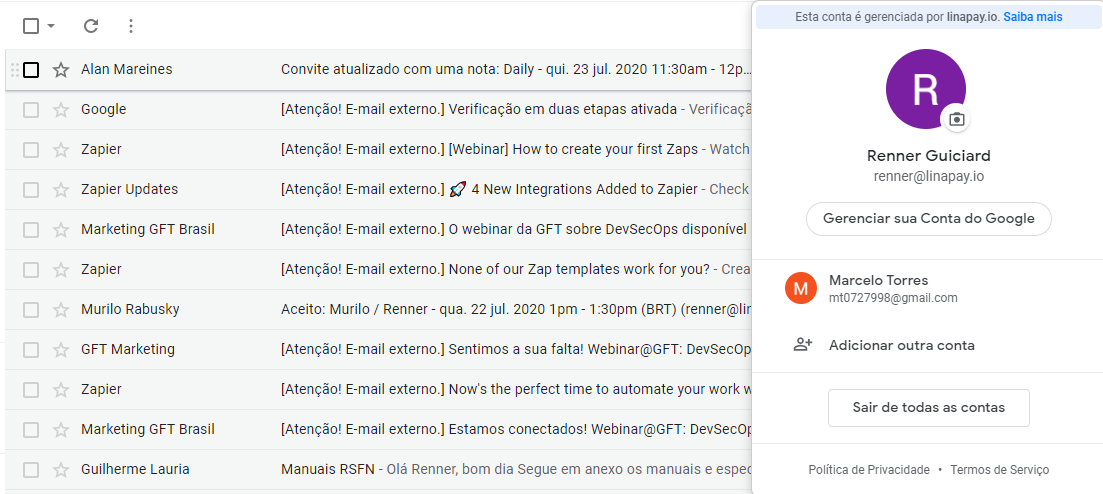 Alan Mareines Convite atualizado com uma nota: Daily - qui. 23 jul. 2020 11:30am - 12p...
Google [Atenção! E-mail externo.] Verificação em duas etapas ativada - Verificaçã
Zapier [Atenção! E-mail externo.] [Webinar] How to create your first Zaps - Watch
Zapier Updates [Atenção! E-mail externo.] 🚀 4 New Integrations Added to Zapier - Check
Marketing GFT Brasil [Atenção! E-mail externo.] O webinar da GFT sobre DevSecOps disponível
Zapier [Atenção! E-mail externo.] None of our Zap templates work for you? - Crea
Murilo Rabusky Aceito: Murilo / Renner - qua. 22 jul. 2020 1pm - 1:30pm (BRT) (renner@lin
GFT Marketing [Atenção! E-mail externo.] Sentimos a sua falta! Webinar@GFT: DevSecOp
Zapier [Atenção! E-mail externo.] Now's the perfect time to automate your work w
Marketing GFT Brasil [Atenção! E-mail externo.] Estamos conectados! Webinar@GFT: DevSecOp
Guilherme Lauria Manuais RSFN - Olá Renner, bom dia Segue em anexo os manuais e espec
Esta conta é gerenciada por linapay.io. Saiba mais
R
Renner Guiciard
renner@linapay.io
Gerenciar sua Conta do Google
M
Marcelo Torres
mt0727998@gmail.com
Adicionar outra conta
Sair de todas as contas
Política de Privacidade • Termos de Serviço